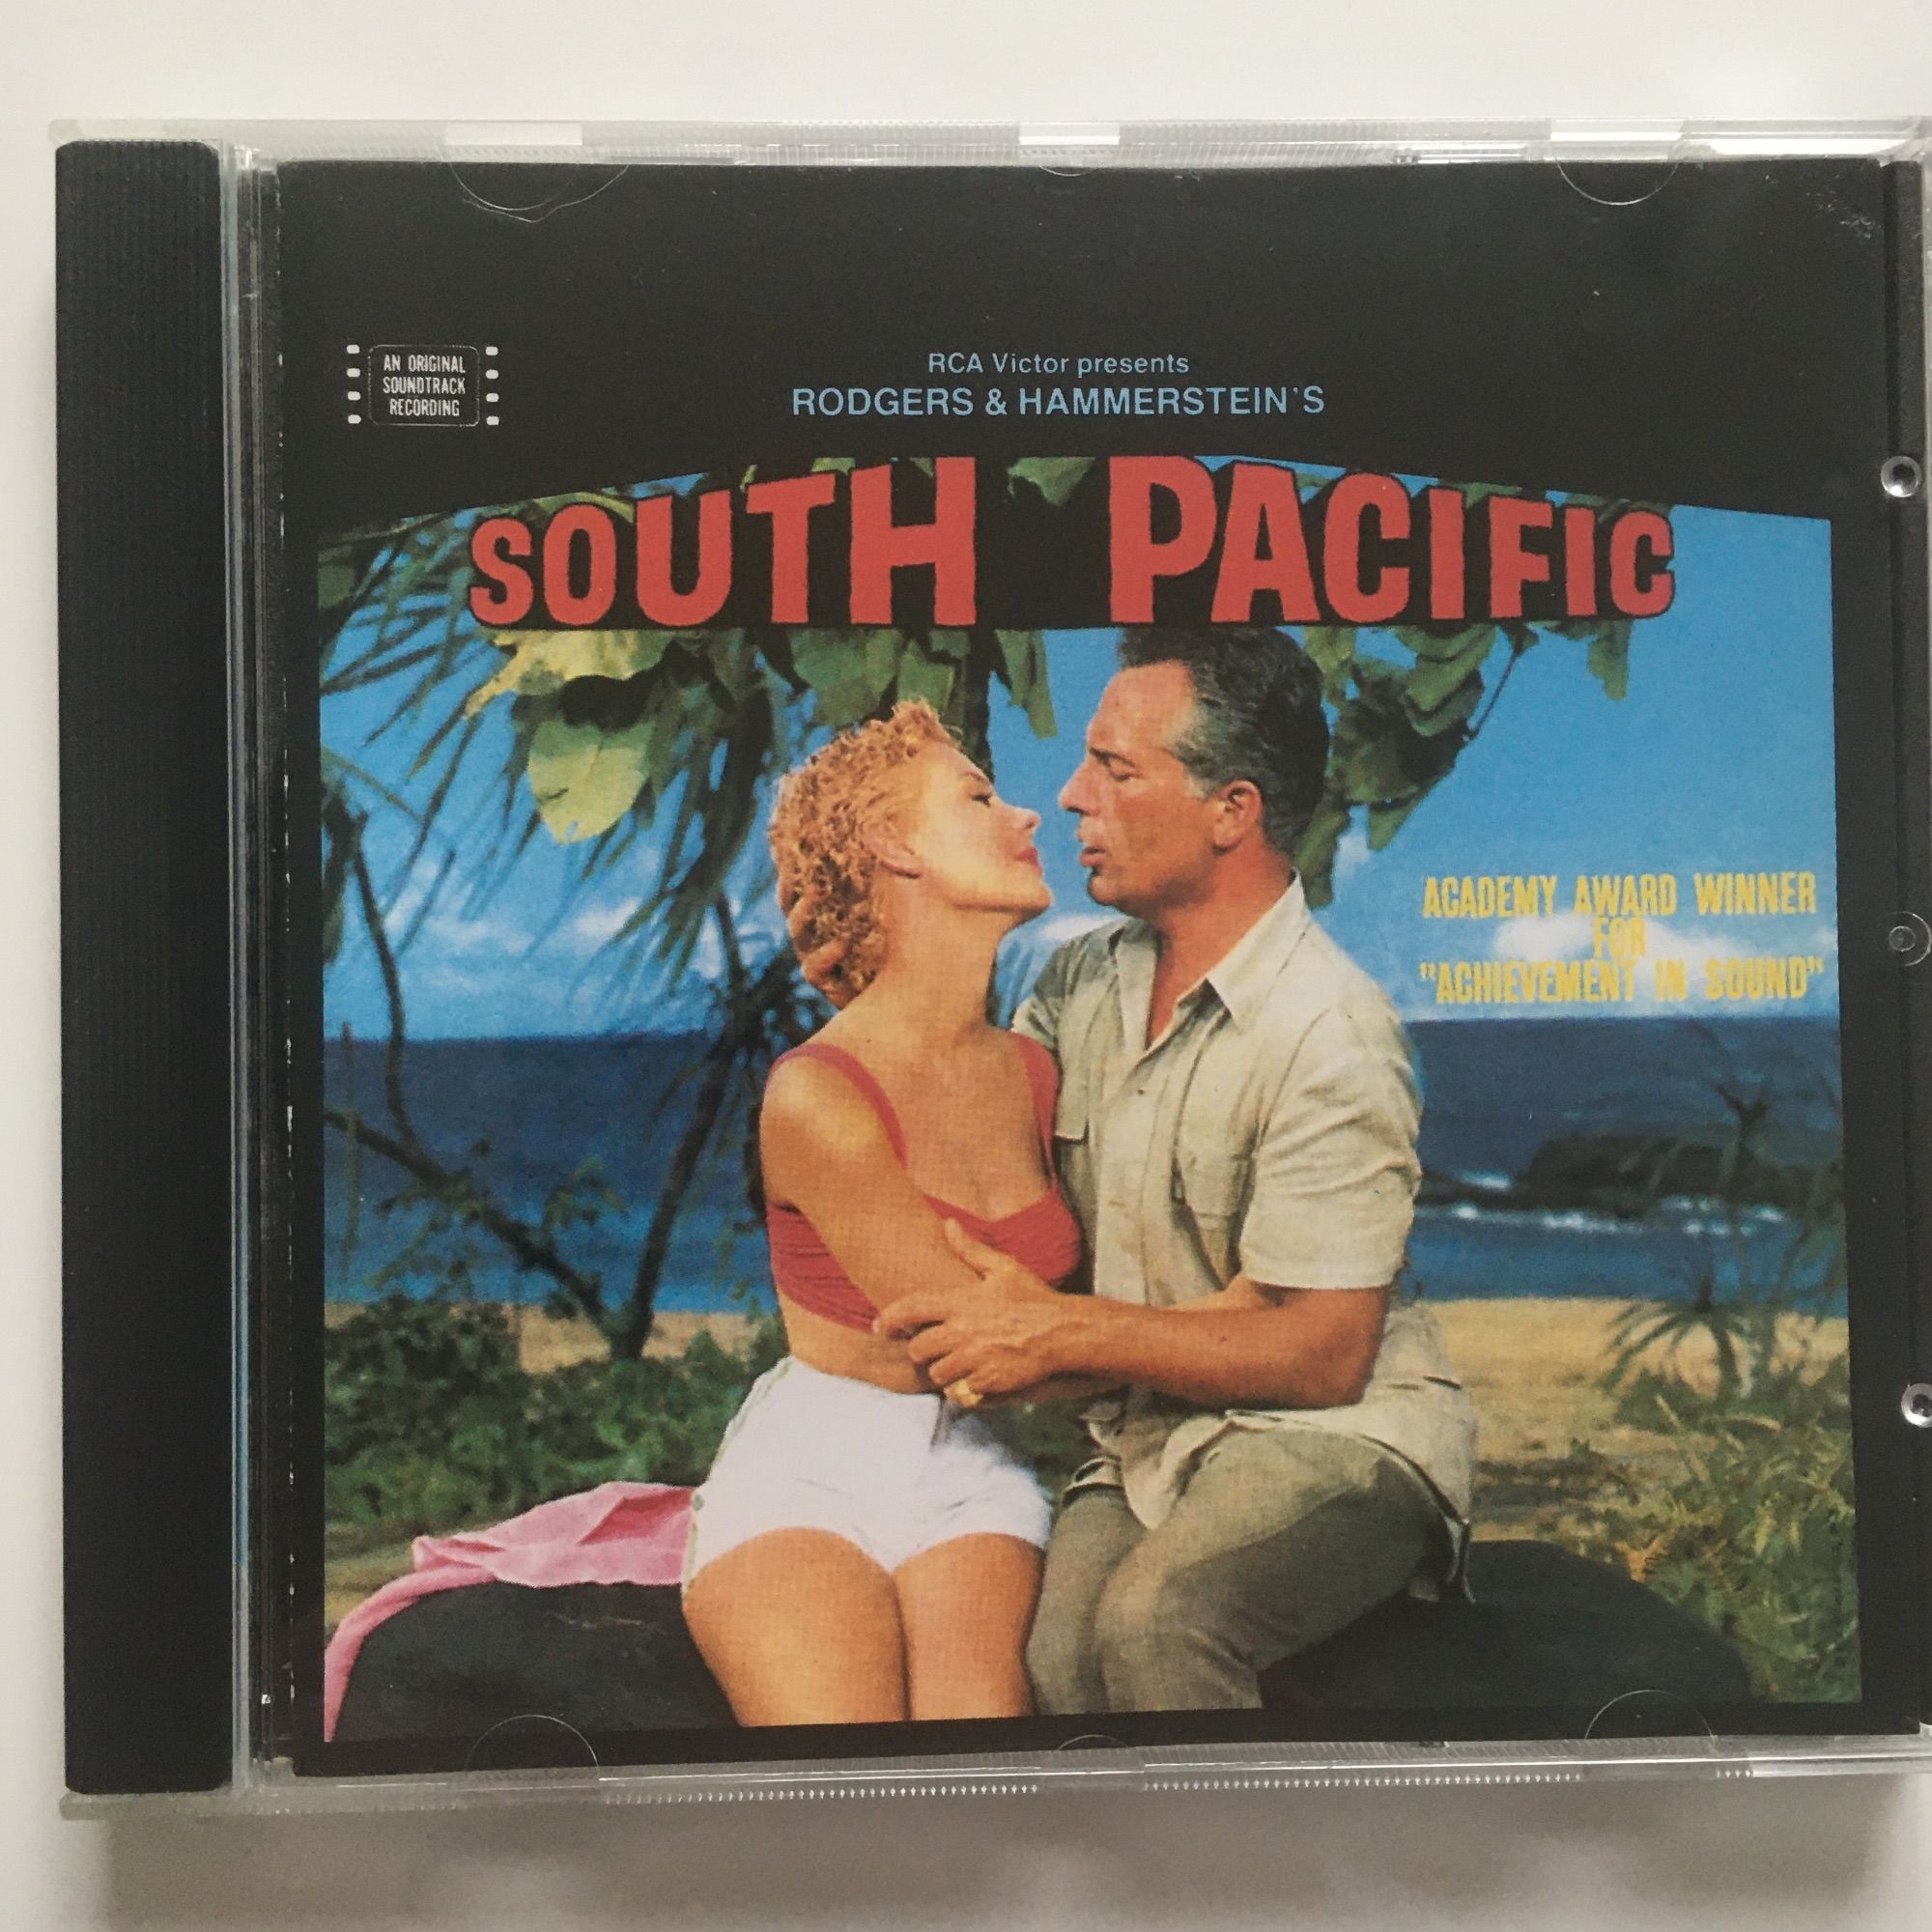 AN ORIGINAL
SOUNDTRACK
RECORDING
RCA Victor presents
RODGERS & HAMMERSTEIN'S
SOUTH PACIFIC
ACADEMY AWARD WINNER
FOR
"ACHIEVEMENT IN SOUND"